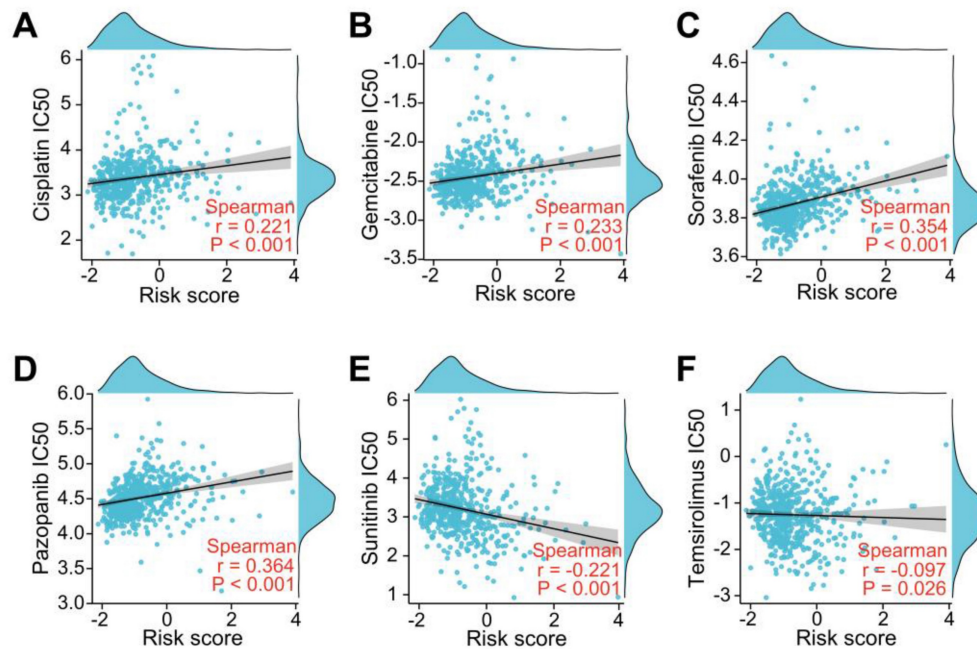 A
Cisplatin IC50
6
5
4
3
2
Spearman
r = 0.221
P < 0.001
-2 0 2 4
Risk score
B
Gemcitabine IC50
-1.0
-1.5
-2.0
-2.5
-3.0
-3.5
Spearman
r = 0.233
P < 0.001
-2 0 2 4
Risk score
C
Sorafenib IC50
4.6
4.2
4.0
3.8
3.6
Spearman
r = 0.354
P < 0.001
-2 0 2 4
Risk score
D
Pazopanib IC50
6.0
5.5
5.0
4.5
4.0
3.5
3.0
Spearman
r = 0.364
P < 0.001
-2 0 2 4
Risk score
E
Sunitinib IC50
6
5
4
3
2
1
Spearman
r = -0.221
P < 0.001
-2 0 2 4
Risk score
F
Temsirolimus IC50
1
0
-1
-2
-3
Spearman
r = -0.097
P = 0.026
-2 0 2 4
Risk score